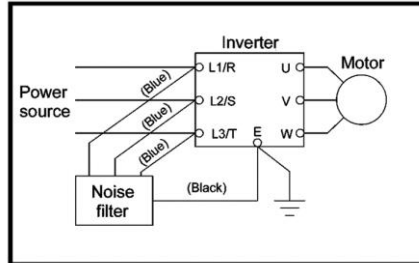 Inverter
Motor
Power
source
(Blue)
L1/R
U
(Blue)
L2/S
V
(Blue)
L3/T
E
W
Noise
filter
(Black)